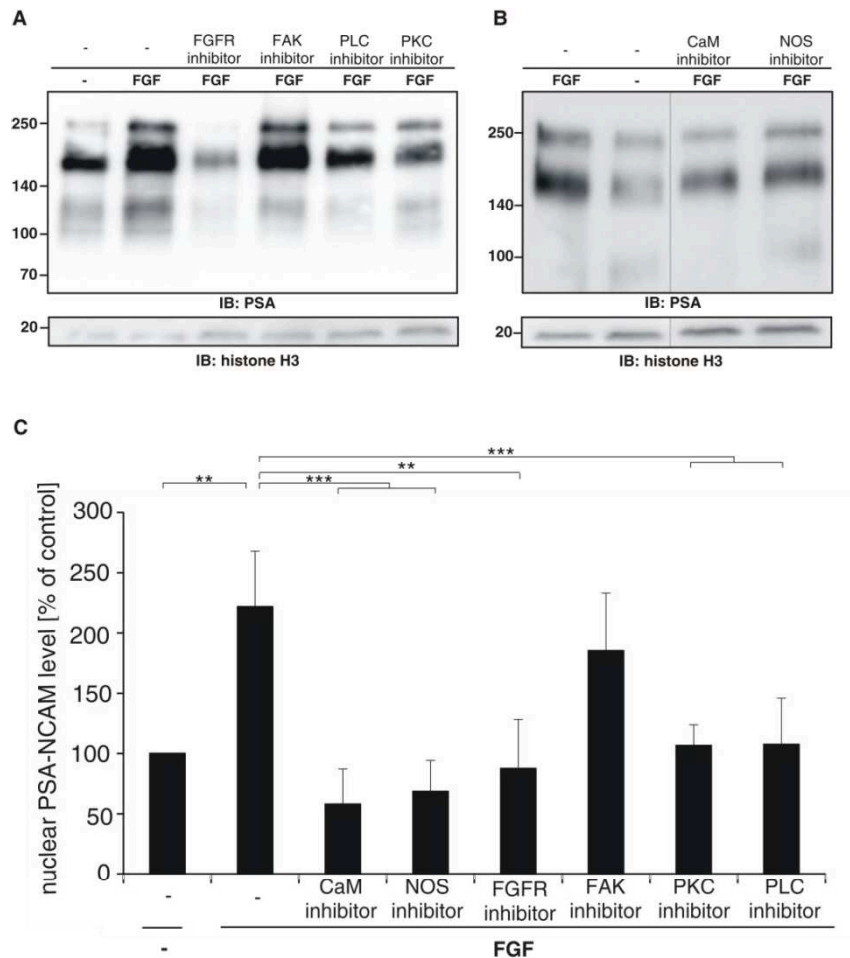 A
- - FGFR inhibitor FAK inhibitor PLC inhibitor PKC inhibitor
- FGF FGF FGF FGF FGF
250
140
100
70
IB: PSA
20
IB: histone H3
B
- - CaM inhibitor NOS inhibitor
FGF - FGF FGF
250
140
100
IB: PSA
20
IB: histone H3
C
***
**
** ***
nuclear PSA-NCAM level [% of control]
300
250
200
150
100
50
0
- - CaM inhibitor NOS inhibitor FGFR inhibitor FAK inhibitor PKC inhibitor PLC inhibitor
- FGF